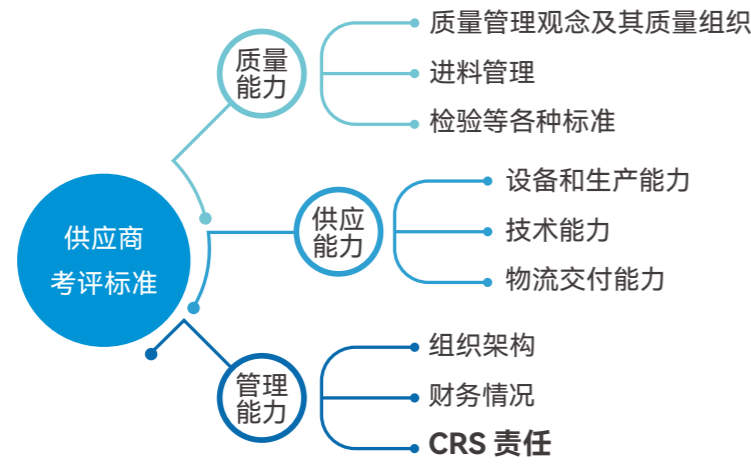 供应商
考评标准
质量
能力
质量管理观念及其质量组织
进料管理
检验等各种标准
供应
能力
设备和生产能力
技术能力
物流交付能力
管理
能力
组织架构
财务情况
CRS 责任